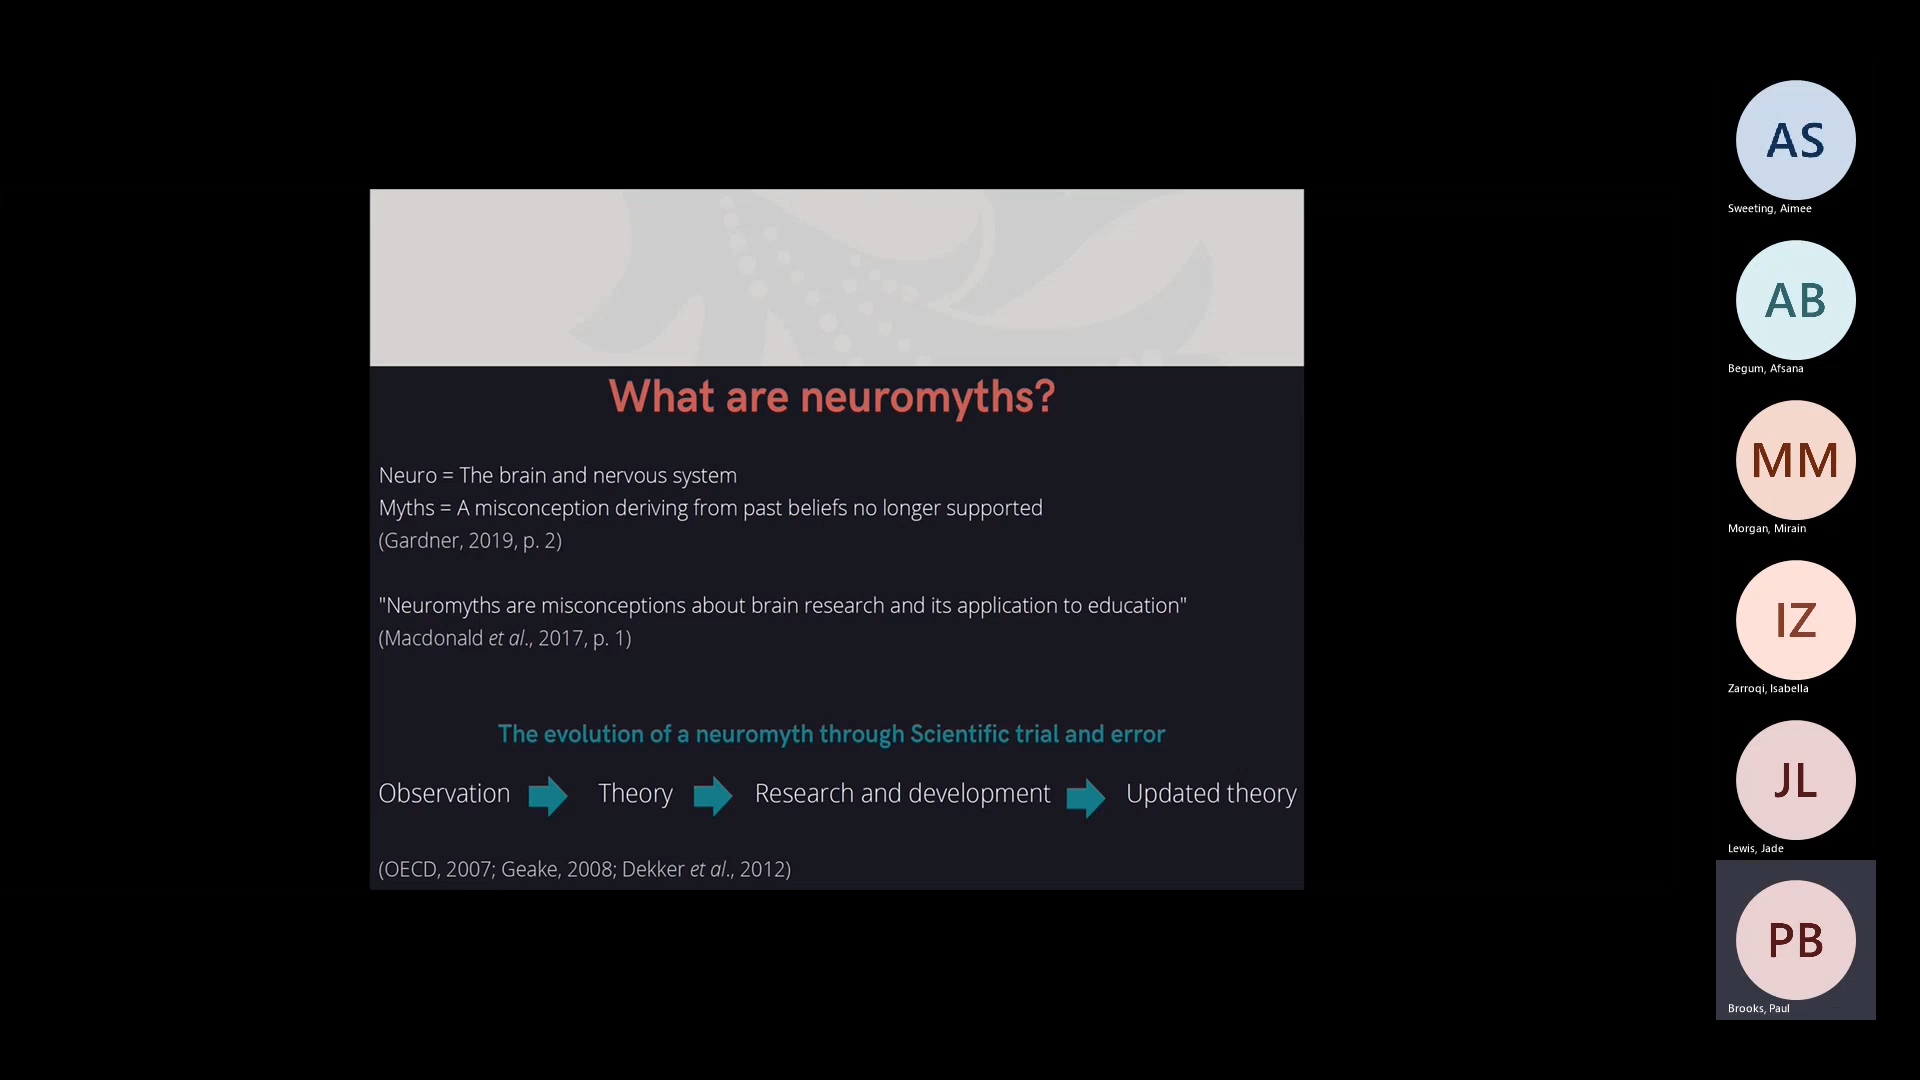 What are neuromyths?
Neuro = The brain and nervous system
Myths = A misconception deriving from past beliefs no longer supported
(Gardner, 2019, p. 2)
"Neuromyths are misconceptions about brain research and its application to education"
(Macdonald et al., 2017, p. 1)
The evolution of a neuromyth through Scientific trial and error
Observation Theory Research and development Updated theory
(OECD, 2007; Geake, 2008; Dekker et al., 2012)
AS
Sweeting, Aimee
AB
Begum, Afsana
MM
Morgan, Mirain
IZ
Zarroqi, Isabella
JL
Lewis, Jade
PB
Brooks, Paul